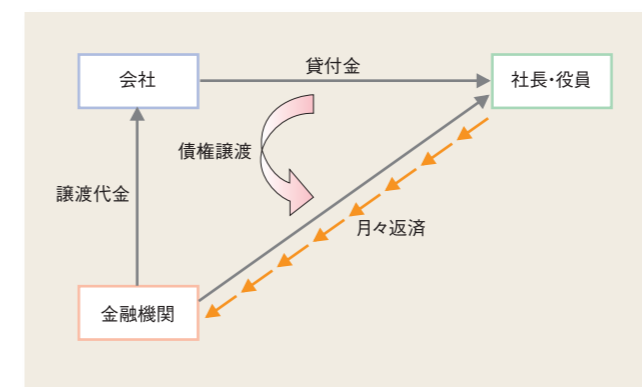 貸付金
会社
社長・役員
債権譲渡
譲渡代金
月々返済
金融機関